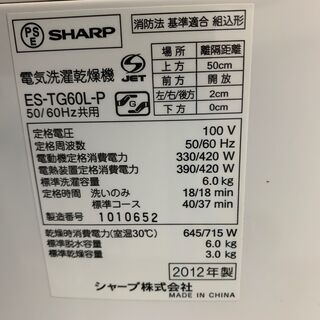 PS E SHARP
消防法 基準適合 組込形
場所 離隔距離
上方 50cm
前方 開放
左/右/後方 2cm
下方 0cm
電気洗濯乾燥機
S JET
ES-TG60L-P
50/60Hz共用
定格電圧 100 V
定格周波数 50/60 Hz
電動機定格消費電力 330/420 W
電熱装置定格消費電力 390/420 W
標準洗濯容量 6.0kg
定格時間 洗いのみ 18/18 min
標準コース 40/37 min
製造番号 1010652
乾燥時消費電力(室温30℃) 645/715 W
標準脱水容量 6.0 kg
標準乾燥容量 3.0 kg
2012年製
シャープ株式会社
MADE IN CHINA